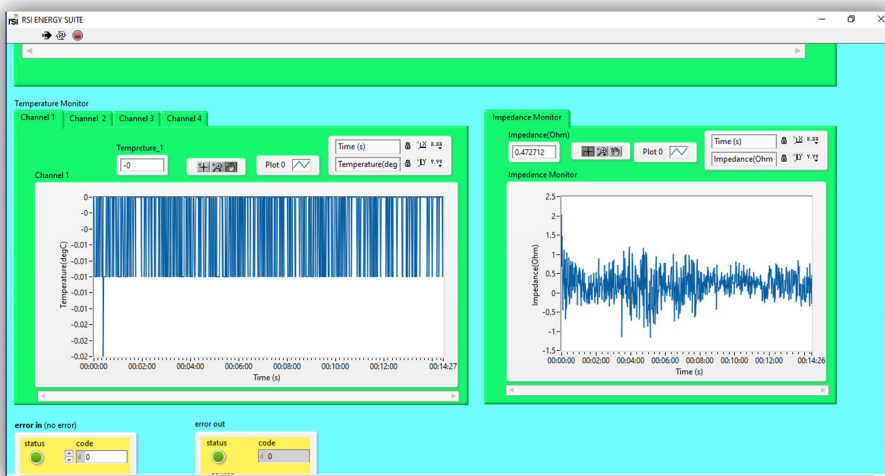 rsi RSI ENERGY SUITE
Temperature Monitor
Channel 1 Channel 2 Channel 3 Channel 4
Tempreture_1
-0
Plot 0
Time (s)
Temperature(deg
Channel 1
0
-0
-0
-0.01
-0.01
-0.01
-0.01
-0.01
-0.02
-0.02
-0.02
Temperature(degC)
00:00:00 00:02:00 00:04:00 00:06:00 00:08:00 00:10:00 00:12:00 00:14:27
Time (s)
Impedance Monitor
Impedance(Ohm)
0.472712
Plot 0
Time (s)
Impedance(Ohm
Impedance Monitor
2.5
2
1.5
1
0.5
0
-0.5
-1
-1.5
Impedance(Ohm)
00:00:00 00:02:00 00:04:00 00:06:00 00:08:00 00:10:00 00:12:00 00:14:26
Time (s)
error in (no error)
status code
d 0
error out
status code
d 0
source